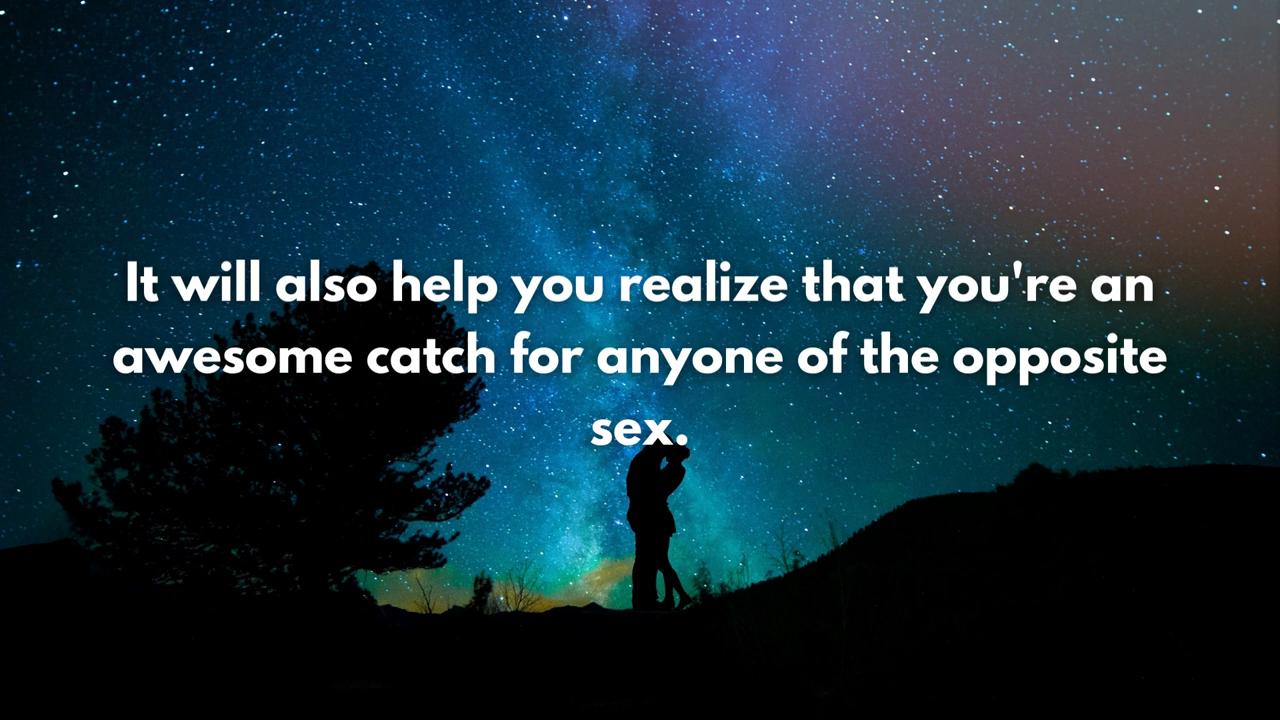 It will also help you realize that you're an
awesome catch for anyone of the opposite
sex.